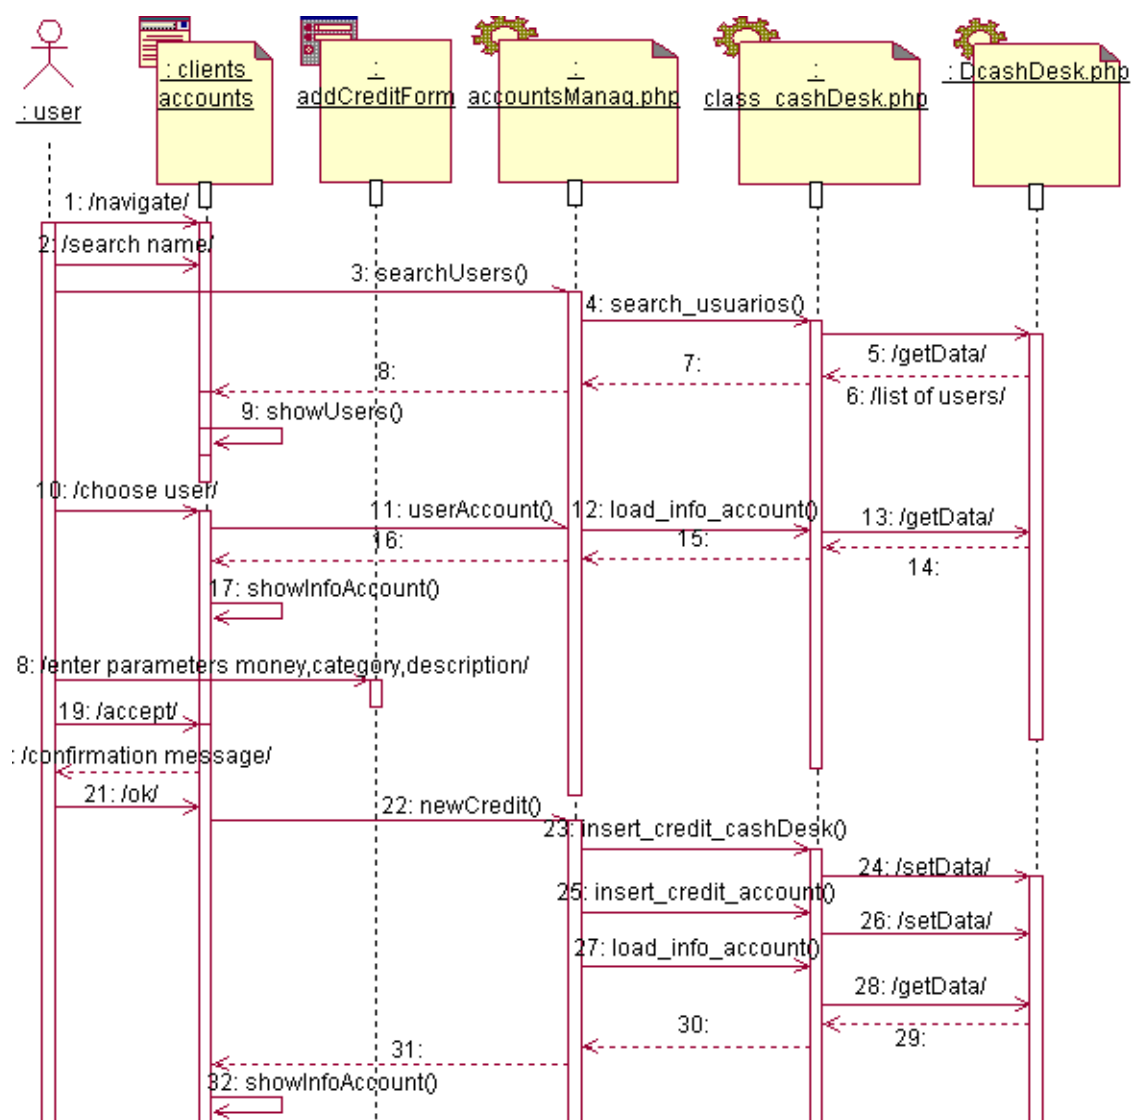 : user
: clients
accounts
:
addCreditForm
:
accountsManaq.php
:
class_cashDesk.php
: DcashDesk.php
1: /navigate/
2: /search name/
3: searchUsers()
4: search_usuarios()
5: /getData/
6: /list of users/
7:
8:
9: showUsers()
10: /choose user/
11: userAccount()
12: load_info_account()
13: /getData/
14:
15:
16:
17: showInfoAccount()
8: /enter parameters money,category,description/
19: /accept/
: /confirmation message/
21: /ok/
22: newCredit()
23: insert_credit_cashDesk()
24: /setData/
25: insert_credit_account()
26: /setData/
27: load_info_account()
28: /getData/
29:
30:
31:
32: showInfoAccount()